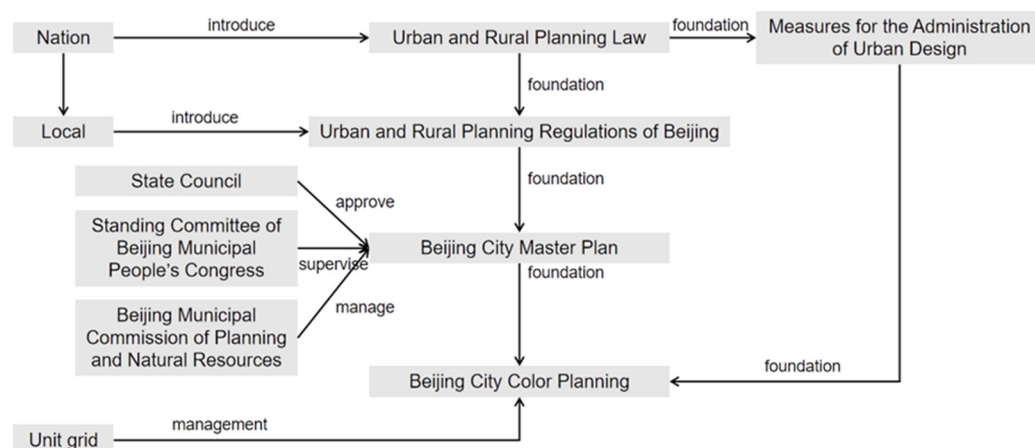 Nation
introduce
Urban and Rural Planning Law
foundation
Measures for the Administration
of Urban Design
foundation
Local
introduce
Urban and Rural Planning Regulations of Beijing
foundation
State Council
approve
Standing Committee of
Beijing Municipal
People's Congress
supervise
Beijing City Master Plan
foundation
Beijing Municipal
Commission of Planning
and Natural Resources
manage
foundation
Beijing City Color Planning
management
Unit grid